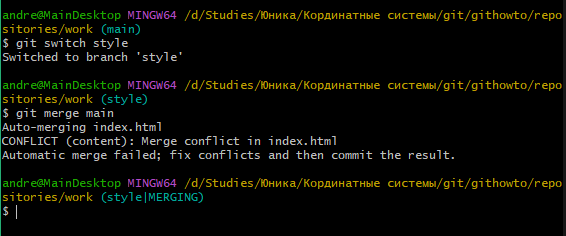 andre@MainDesktop MINGW64 /d/Studies/Юника/Кординатные системы/git/githowto/repo
sitories/work (main)
$ git switch style
Switched to branch 'style'
andre@MainDesktop MINGW64 /d/Studies/Юника/Кординатные системы/git/githowto/repo
sitories/work (style)
$ git merge main
Auto-merging index.html
CONFLICT (content): Merge conflict in index.html
Automatic merge failed; fix conflicts and then commit the result.
andre@MainDesktop MINGW64 /d/Studies/Юника/Кординатные системы/git/githowto/repo
sitories/work (style|MERGING)
$